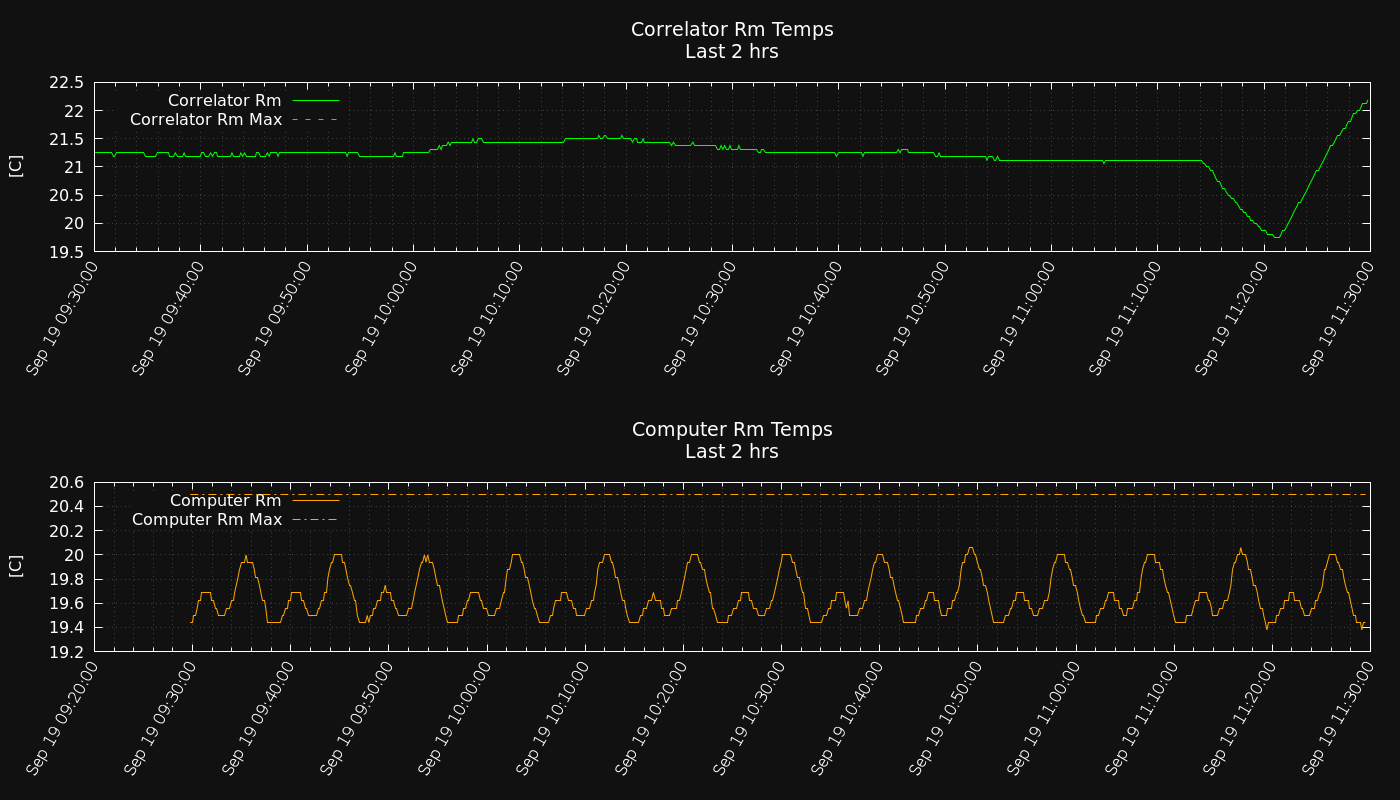 Correlator Rm Temps
Last 2 hrs
22.5
22
21.5
21
20.5
20
19.5
[C]
Correlator Rm
Correlator Rm Max
Sep 19 09:30:00
Sep 19 09:40:00
Sep 19 09:50:00
Sep 19 10:00:00
Sep 19 10:10:00
Sep 19 10:20:00
Sep 19 10:30:00
Sep 19 10:40:00
Sep 19 10:50:00
Sep 19 11:00:00
Sep 19 11:10:00
Sep 19 11:20:00
Sep 19 11:30:00
Computer Rm Temps
Last 2 hrs
20.6
20.4
20.2
20
19.8
19.6
19.4
19.2
[C]
Computer Rm
Computer Rm Max
Sep 19 09:20:00
Sep 19 09:30:00
Sep 19 09:40:00
Sep 19 09:50:00
Sep 19 10:00:00
Sep 19 10:10:00
Sep 19 10:20:00
Sep 19 10:30:00
Sep 19 10:40:00
Sep 19 10:50:00
Sep 19 11:00:00
Sep 19 11:10:00
Sep 19 11:20:00
Sep 19 11:30:00